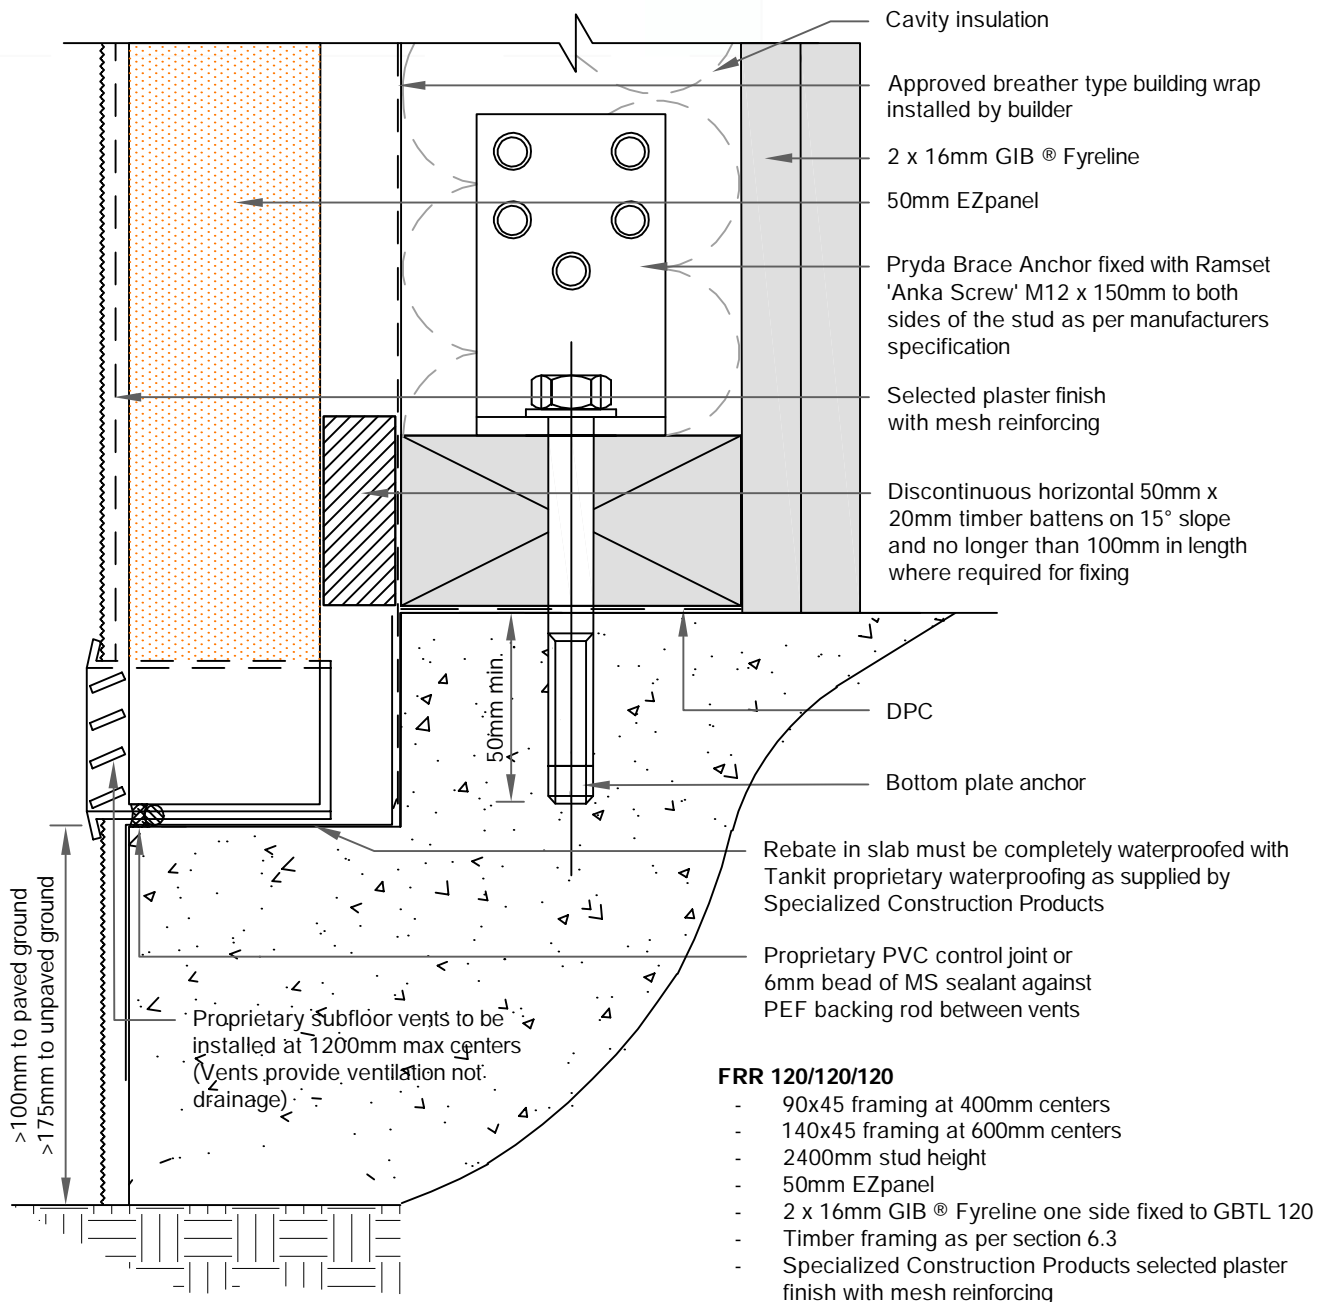 Cavity insulation
Approved breather type building wrap
installed by builder
2 x 16mm GIB ® Fyreline
50mm EZpanel
Pryda Brace Anchor fixed with Ramset
'Anka Screw' M12 x 150mm to both
sides of the stud as per manufacturers
specification
Selected plaster finish
with mesh reinforcing
Discontinuous horizontal 50mm x
20mm timber battens on 15° slope
and no longer than 100mm in length
where required for fixing
50mm min.
DPC
Bottom plate anchor
Rebate in slab must be completely waterproofed with
Tankit proprietary waterproofing as supplied by
Specialized Construction Products
Proprietary PVC control joint or
6mm bead of MS sealant against
PEF backing rod between vents
>100mm to paved ground
>175mm to unpaved ground
Proprietary subfloor vents to be
installed at 1200mm max centers
(Vents provide ventilation not
drainage)
FRR 120/120/120
- 90x45 framing at 400mm centers
- 140x45 framing at 600mm centers
- 2400mm stud height
- 50mm EZpanel
- 2 x 16mm GIB ® Fyreline one side fixed to GBTL 120
- Timber framing as per section 6.3
- Specialized Construction Products selected plaster
finish with mesh reinforcing